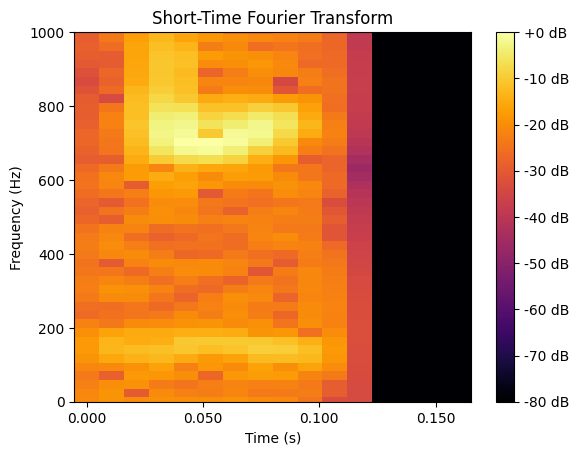 Short-Time Fourier Transform
1000
800
600
400
200
0
Frequency (Hz)
0.000
0.050
0.100
0.150
Time (s)
+0 dB
-10 dB
-20 dB
-30 dB
-40 dB
-50 dB
-60 dB
-70 dB
-80 dB